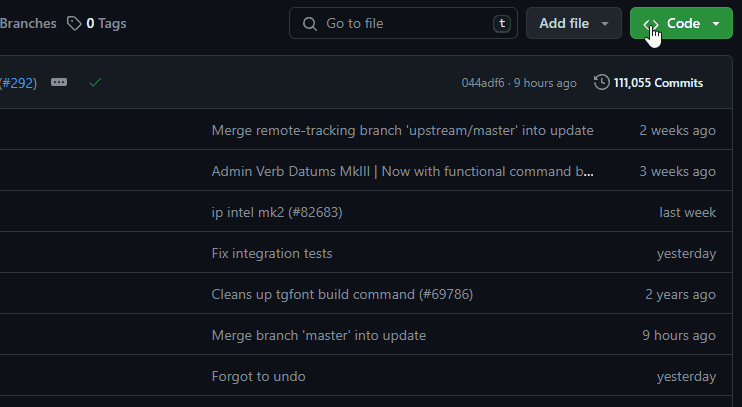 Branches 0 Tags Go to file t Add file Code
(#292) 044adf6 · 9 hours ago 111,055 Commits
Merge remote-tracking branch 'upstream/master' into update 2 weeks ago
Admin Verb Datums MkIII | Now with functional command b... 3 weeks ago
ip intel mk2 (#82683) last week
Fix integration tests yesterday
Cleans up tgfont build command (#69786) 2 years ago
Merge branch 'master' into update 9 hours ago
Forgot to undo yesterday